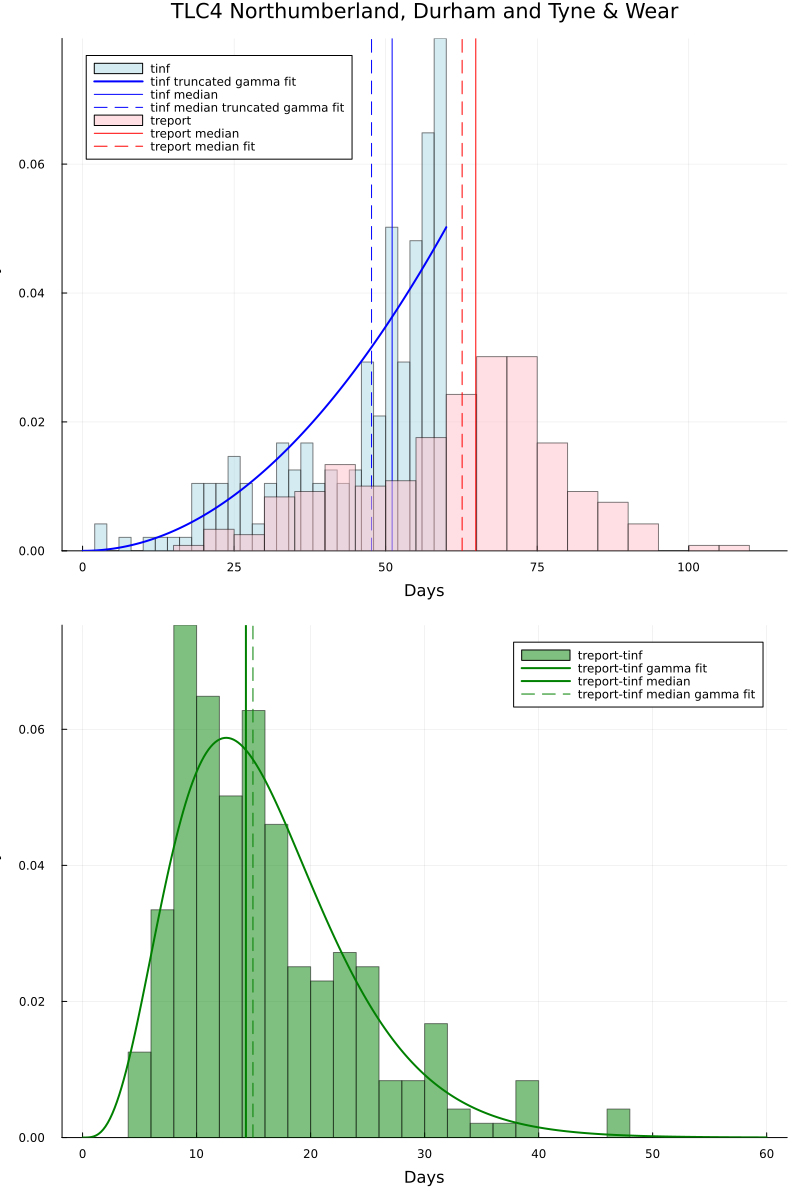 TLC4 Northumberland, Durham and Tyne & Wear
tinf
tinf truncated gamma fit
tinf median
tinf median truncated gamma fit
treport
treport median
treport median fit
0.06
0.04
0.02
0.00
0 25 50 75 100
Days
treport-tinf
treport-tinf gamma fit
treport-tinf median
treport-tinf median gamma fit
0.06
0.04
0.02
0.00
0 10 20 30 40 50 60
Days